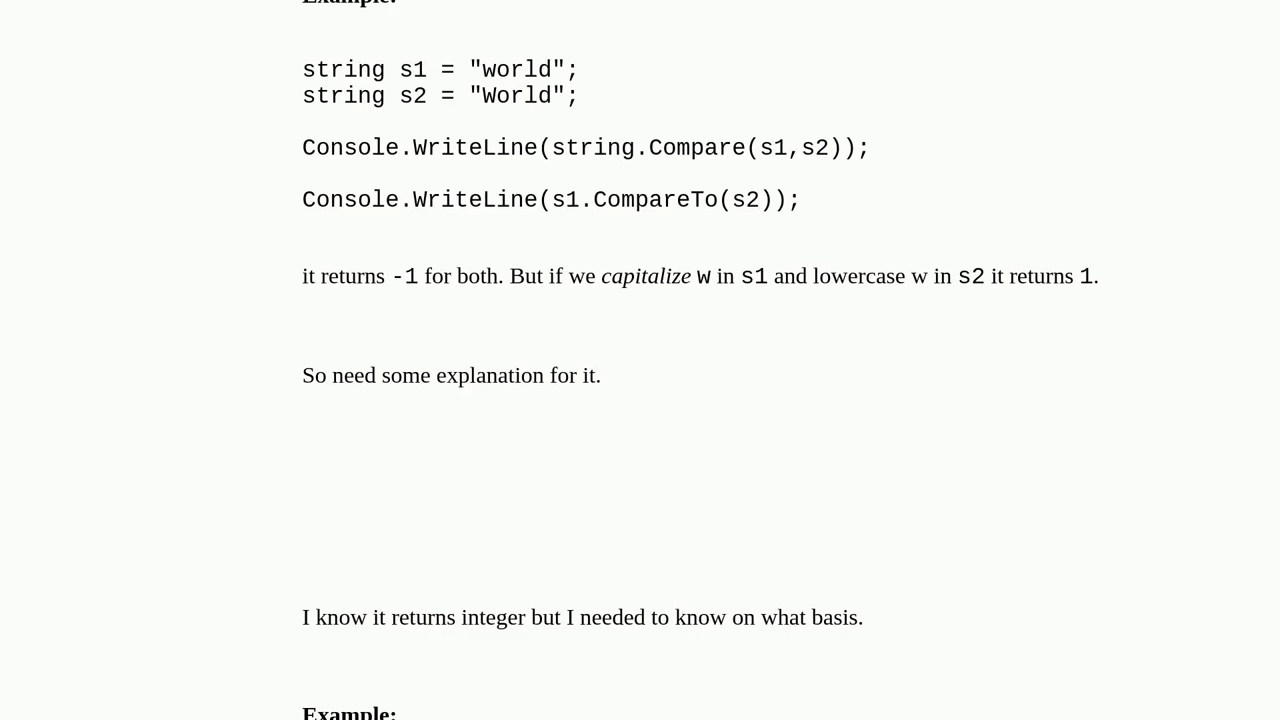 Example:
string s1 = "world";
string s2 = "World";
Console.WriteLine(string.Compare(s1,s2));
Console.WriteLine(s1.CompareTo(s2));
it returns -1 for both. But if we capitalize w in s1 and lowercase w in s2 it returns 1.
So need some explanation for it.
I know it returns integer but I needed to know on what basis.
Example: